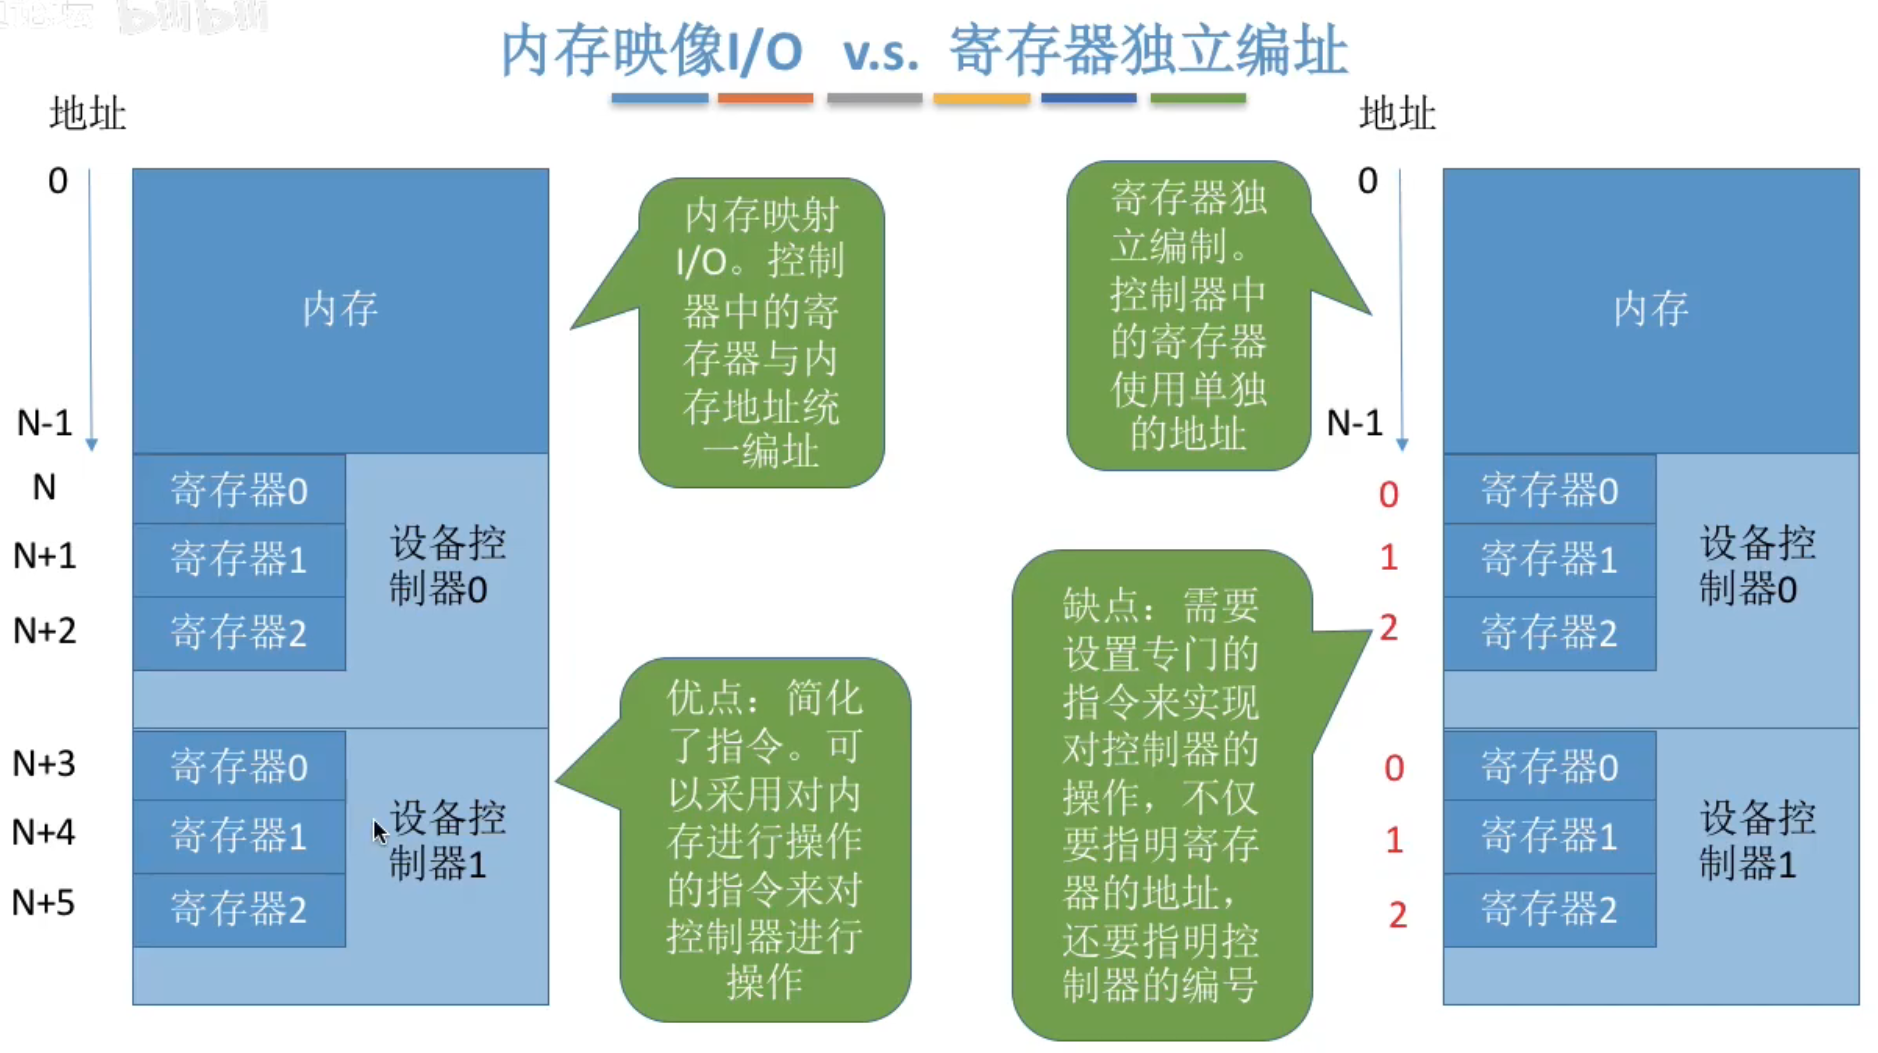 bilibili
内存映像I/O v.s. 寄存器独立编址
地址
0
N-1
N
N+1
N+2
N+3
N+4
N+5
内存
寄存器0
寄存器1
寄存器2
设备控
制器0
寄存器0
寄存器1
寄存器2
设备控
制器1
内存映射
I/O。控制
器中的寄
存器与内
存地址统
一编址
优点：简化
了指令。可
以采用对内
存进行操作
的指令来对
控制器进行
操作
寄存器独
立编制。
控制器中
的寄存器
使用单独
的地址
缺点：需要
设置专门的
指令来实现
对控制器的
操作，不仅
要指明寄存
器的地址，
还要指明控
制器的编号
地址
0
N-1
0
1
2
0
1
2
内存
寄存器0
寄存器1
寄存器2
设备控
制器0
寄存器0
寄存器1
寄存器2
设备控
制器1